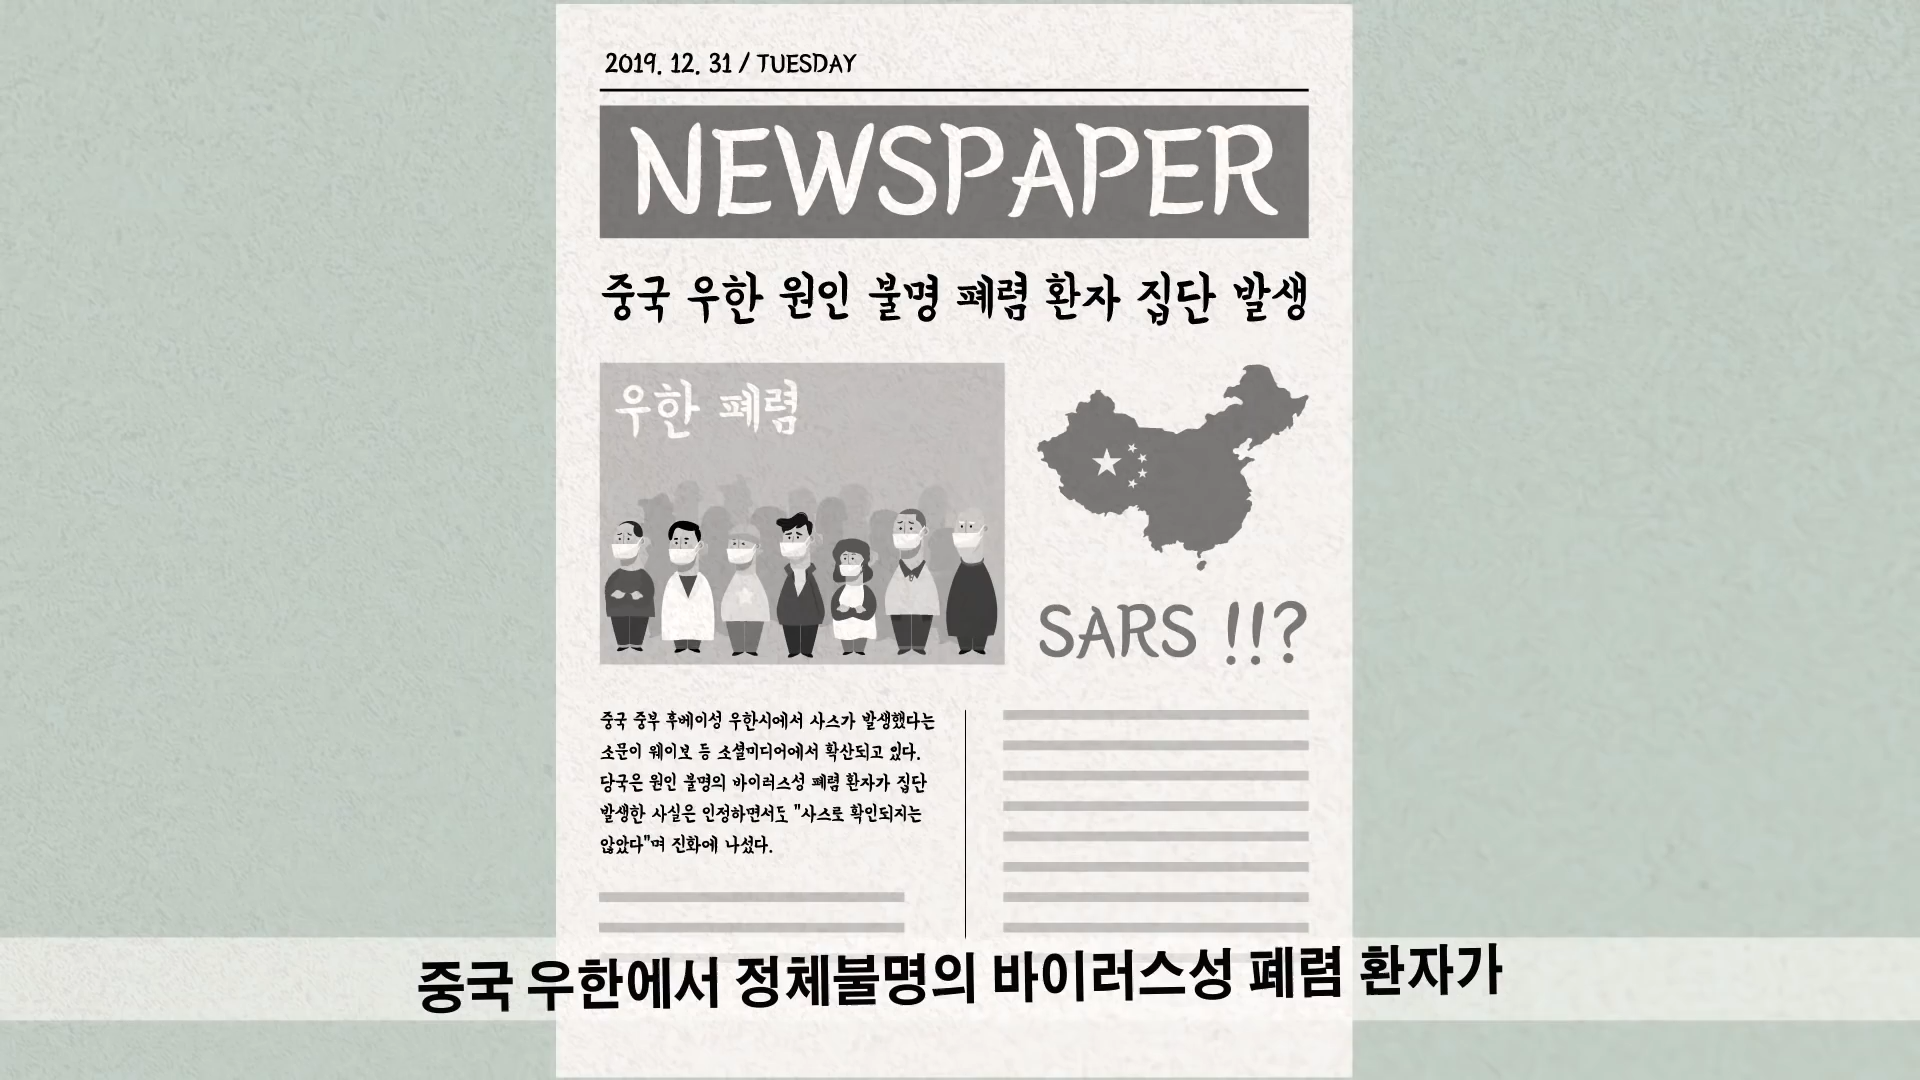 2019. 12. 31 / TUESDAY
NEWSPAPER
중국 우한 원인 불명 폐렴 환자 집단 발생
우한 폐렴
SARS !!?
중국 중부 후베이성 우한시에서 사스가 발생했다는
소문이 웨이보 등 소셜미디어에서 확산되고 있다.
당국은 원인 불명의 바이러스성 폐렴 환자가 집단
발생한 사실은 인정하면서도 "사스로 확인되지는
않았다"며 진화에 나섰다.
중국 우한에서 정체불명의 바이러스성 폐렴 환자가